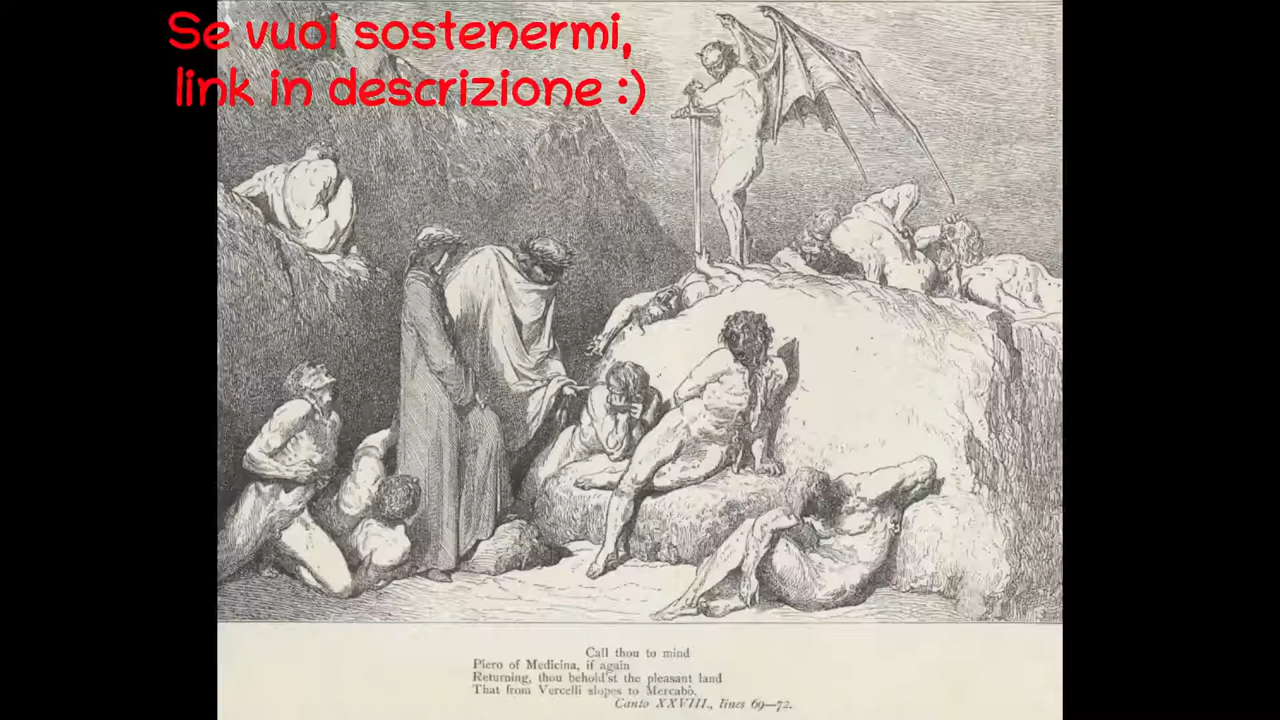 Se vuoi sostenermi,
link in descrizione :)
Call thou to mind
Piero of Medicina, if again
Returning, thou behold'st the pleasant land
That from Vercelli slopes to Mercabò.
Canto XXVIII., lines 69—72.